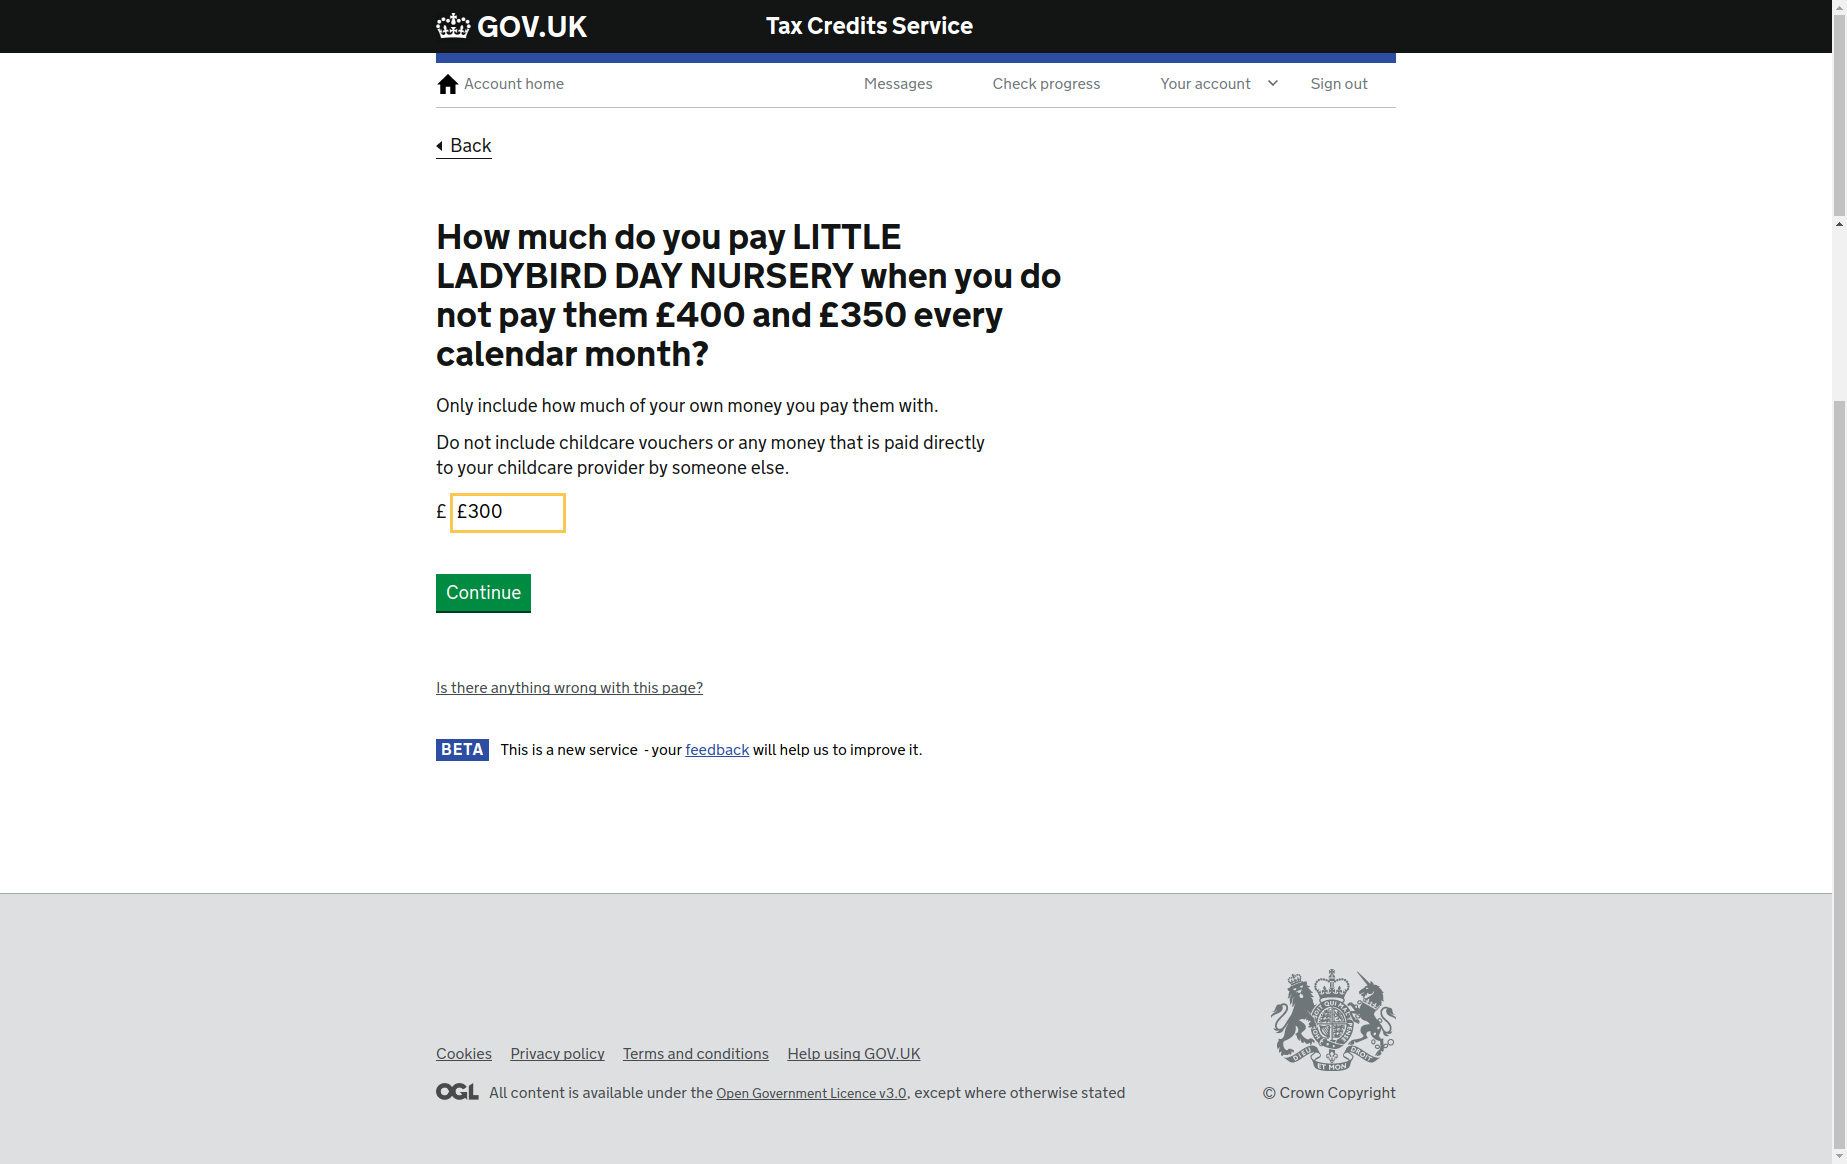 GOV.UK
Tax Credits Service
Account home
Messages
Check progress
Your account
Sign out
Back
How much do you pay LITTLE
LADYBIRD DAY NURSERY when you do
not pay them £400 and £350 every
calendar month?
Only include how much of your own money you pay them with.
Do not include childcare vouchers or any money that is paid directly
to your childcare provider by someone else.
£ £300
Continue
Is there anything wrong with this page?
BETA This is a new service - your feedback will help us to improve it.
Cookies Privacy policy Terms and conditions Help using GOV.UK
OGL All content is available under the Open Government Licence v3.0, except where otherwise stated
© Crown Copyright